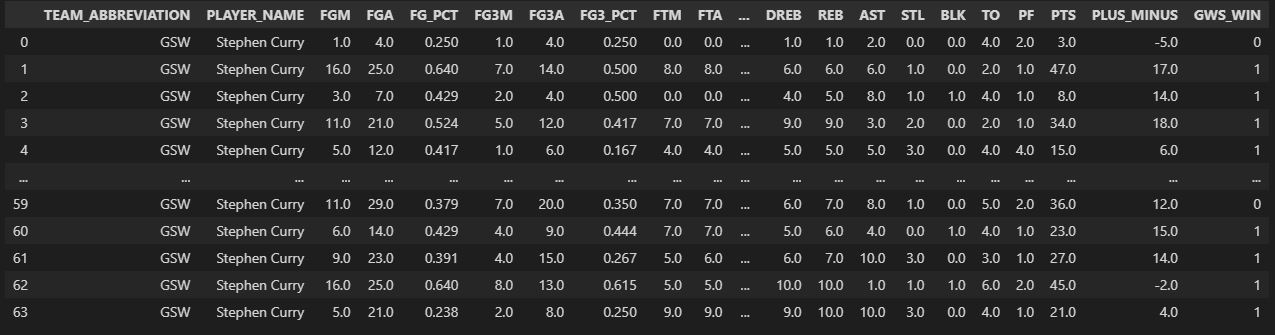 TEAM_ABBREVIATION PLAYER_NAME FGM FGA FG_PCT FG3M FG3A FG3_PCT FTM FTA ... DREB REB AST STL BLK TO PF PTS PLUS_MINUS GWS_WIN
0 GSW Stephen Curry 1.0 4.0 0.250 1.0 4.0 0.250 0.0 0.0 ... 1.0 1.0 2.0 0.0 0.0 4.0 2.0 3.0 -5.0 0
1 GSW Stephen Curry 16.0 25.0 0.640 7.0 14.0 0.500 8.0 8.0 ... 6.0 6.0 6.0 1.0 0.0 2.0 1.0 47.0 17.0 1
2 GSW Stephen Curry 3.0 7.0 0.429 2.0 4.0 0.500 0.0 0.0 ... 4.0 5.0 8.0 1.0 1.0 4.0 1.0 8.0 14.0 1
3 GSW Stephen Curry 11.0 21.0 0.524 5.0 12.0 0.417 7.0 7.0 ... 9.0 9.0 3.0 2.0 0.0 2.0 1.0 34.0 18.0 1
4 GSW Stephen Curry 5.0 12.0 0.417 1.0 6.0 0.167 4.0 4.0 ... 5.0 5.0 5.0 3.0 0.0 4.0 4.0 15.0 6.0 1
... ... ... ... ... ... ... ... ... ... ... ... ... ... ... ... ... ... ... ... ... ...
59 GSW Stephen Curry 11.0 29.0 0.379 7.0 20.0 0.350 7.0 7.0 ... 6.0 7.0 8.0 1.0 0.0 5.0 2.0 36.0 12.0 0
60 GSW Stephen Curry 6.0 14.0 0.429 4.0 9.0 0.444 7.0 7.0 ... 5.0 6.0 4.0 0.0 1.0 4.0 1.0 23.0 15.0 1
61 GSW Stephen Curry 9.0 23.0 0.391 4.0 15.0 0.267 5.0 6.0 ... 6.0 7.0 10.0 3.0 0.0 3.0 1.0 27.0 14.0 1
62 GSW Stephen Curry 16.0 25.0 0.640 8.0 13.0 0.615 5.0 5.0 ... 10.0 10.0 1.0 1.0 1.0 6.0 2.0 45.0 -2.0 1
63 GSW Stephen Curry 5.0 21.0 0.238 2.0 8.0 0.250 9.0 9.0 ... 9.0 10.0 10.0 3.0 0.0 4.0 1.0 21.0 4.0 1